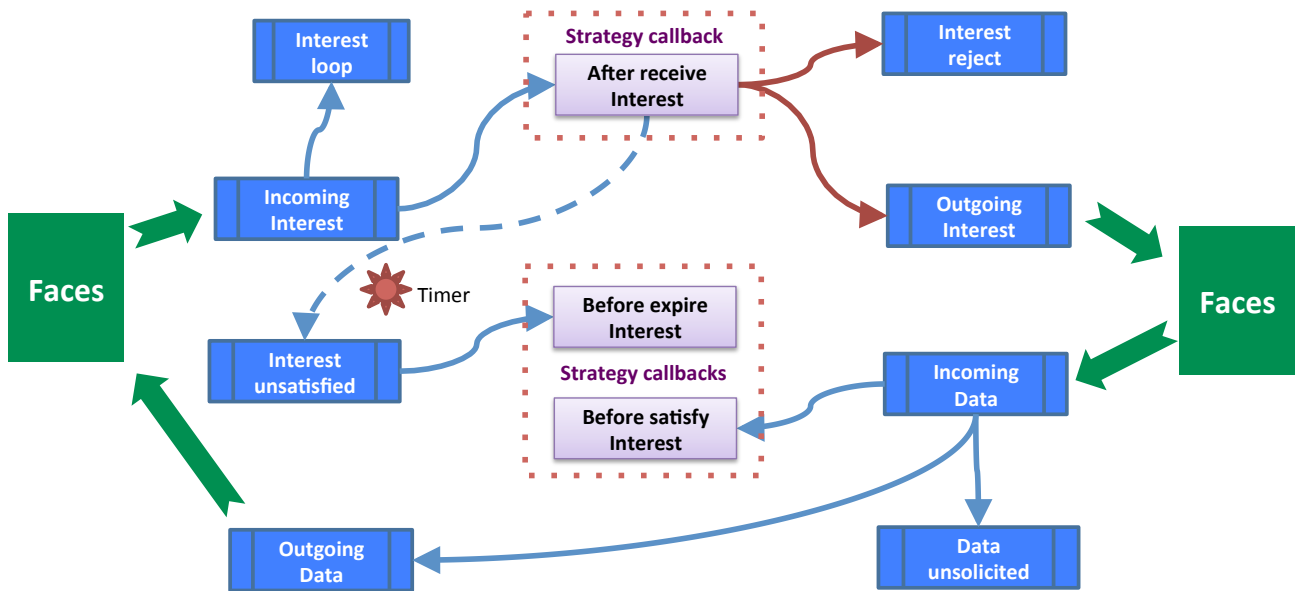 Interest
loop
Strategy callback
After receive
Interest
Interest
reject
Incoming
Interest
Outgoing
Interest
Faces
Timer
Before expire
Interest
Faces
Interest
unsatisfied
Strategy callbacks
Incoming
Data
Before satisfy
Interest
Outgoing
Data
Data
unsolicited